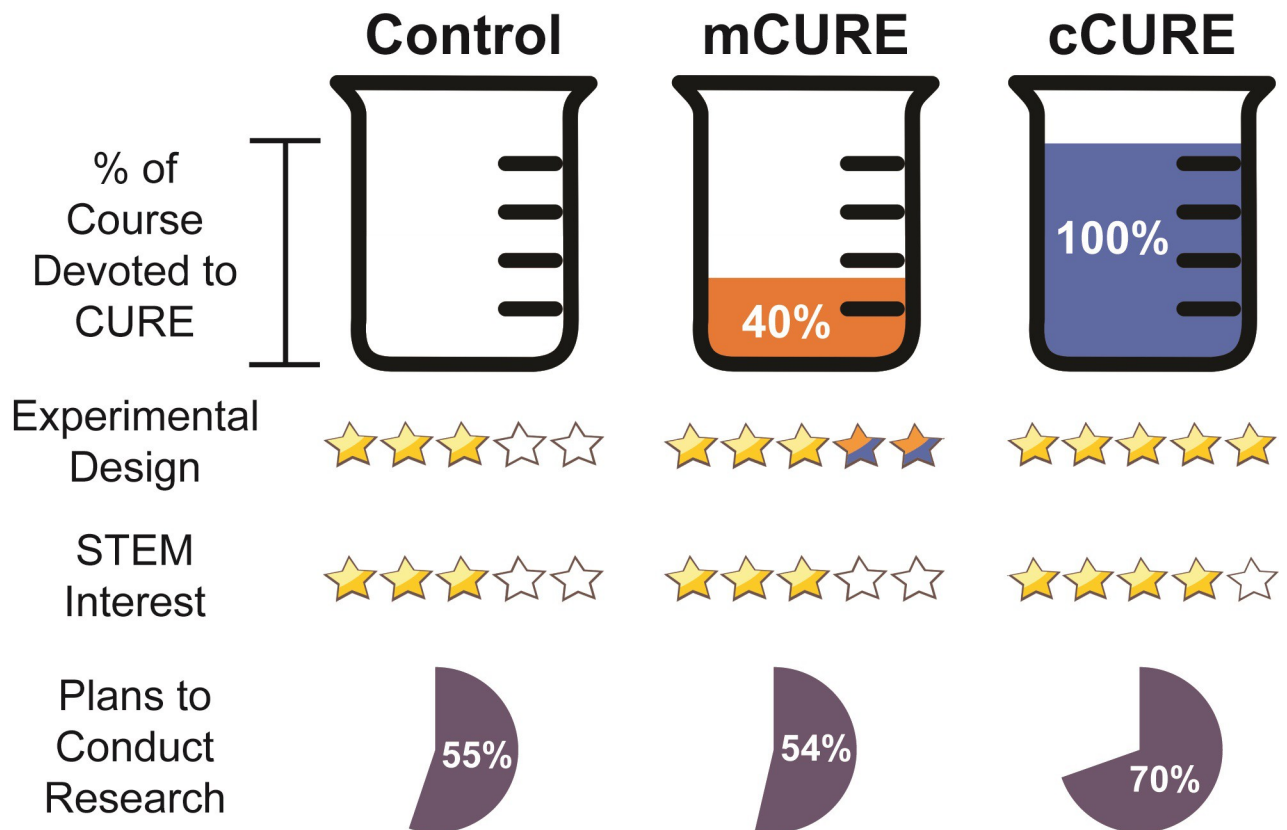 Control mCURE cCURE
% of
Course
Devoted to
CURE
40%
100%
Experimental
Design
STEM
Interest
Plans to
Conduct
Research
55%
54%
70%